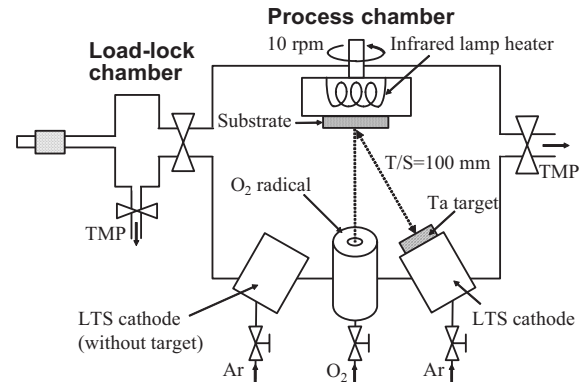 Process chamber
10 rpm
Infrared lamp heater
Load-lock
chamber
Substrate
T/S=100 mm
TMP
O2 radical
Ta target
TMP
LTS cathode
(without target)
LTS cathode
Ar
O2
Ar